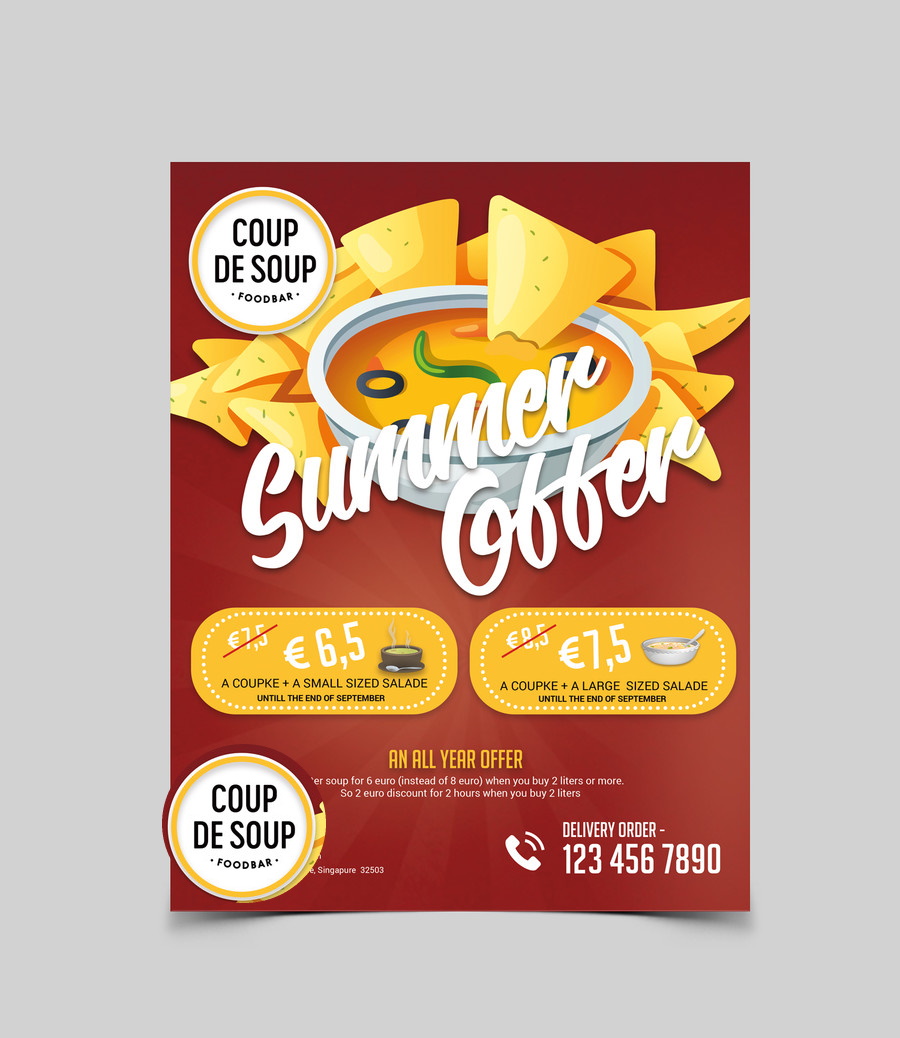 COUP
DE SOUP
• FOODBAR •
Summer
Offer
€7,5 €6,5
A COUPKE + A SMALL SIZED SALADE
UNTILL THE END OF SEPTEMBER
€8,5 €7,5
A COUPKE + A LARGE SIZED SALADE
UNTILL THE END OF SEPTEMBER
AN ALL YEAR OFFER
soup for 6 euro (instead of 8 euro) when you buy 2 liters or more.
So 2 euro discount for 2 hours when you buy 2 liters
COUP
DE SOUP
• FOODBAR •
, Singapore 32503
DELIVERY ORDER -
123 456 7890